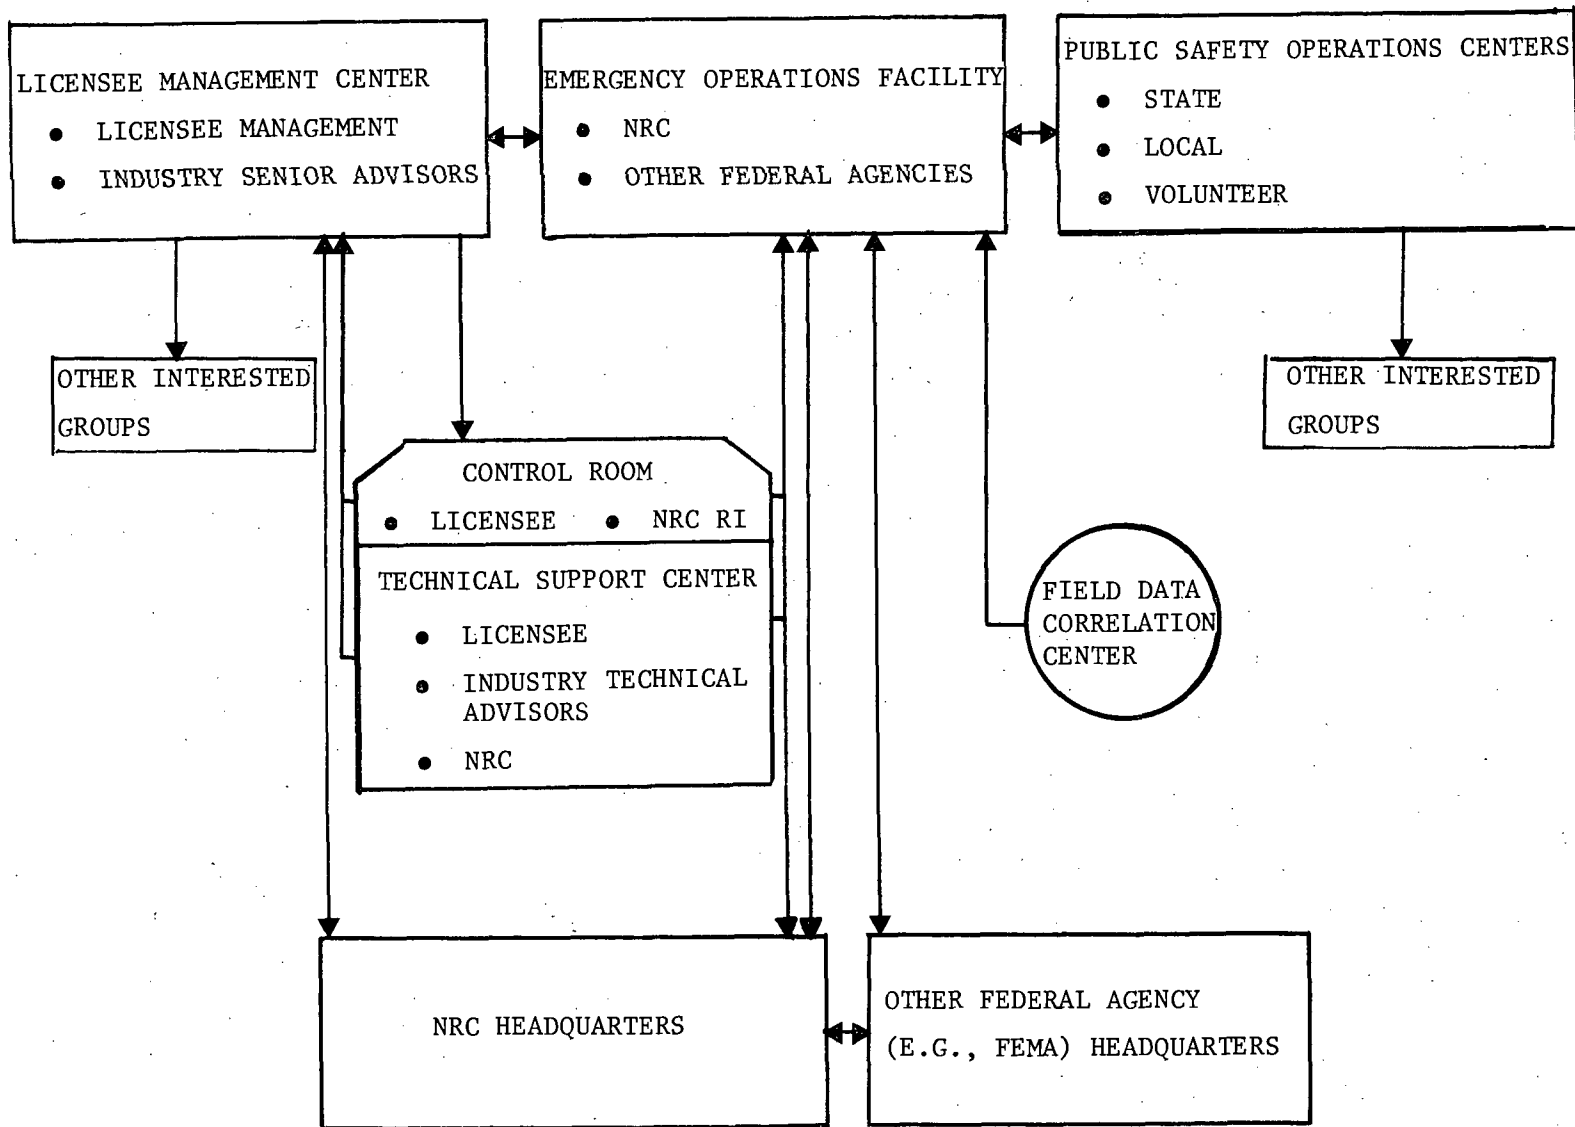 LICENSEE MANAGEMENT CENTER
● LICENSEE MANAGEMENT
● INDUSTRY SENIOR ADVISORS
EMERGENCY OPERATIONS FACILITY
● NRC
● OTHER FEDERAL AGENCIES
PUBLIC SAFETY OPERATIONS CENTERS
● STATE
● LOCAL
● VOLUNTEER
OTHER INTERESTED
GROUPS
OTHER INTERESTED
GROUPS
CONTROL ROOM
● LICENSEE ● NRC RI
TECHNICAL SUPPORT CENTER
● LICENSEE
● INDUSTRY TECHNICAL
ADVISORS
● NRC
FIELD DATA
CORRELATION
CENTER
NRC HEADQUARTERS
OTHER FEDERAL AGENCY
(E.G., FEMA) HEADQUARTERS